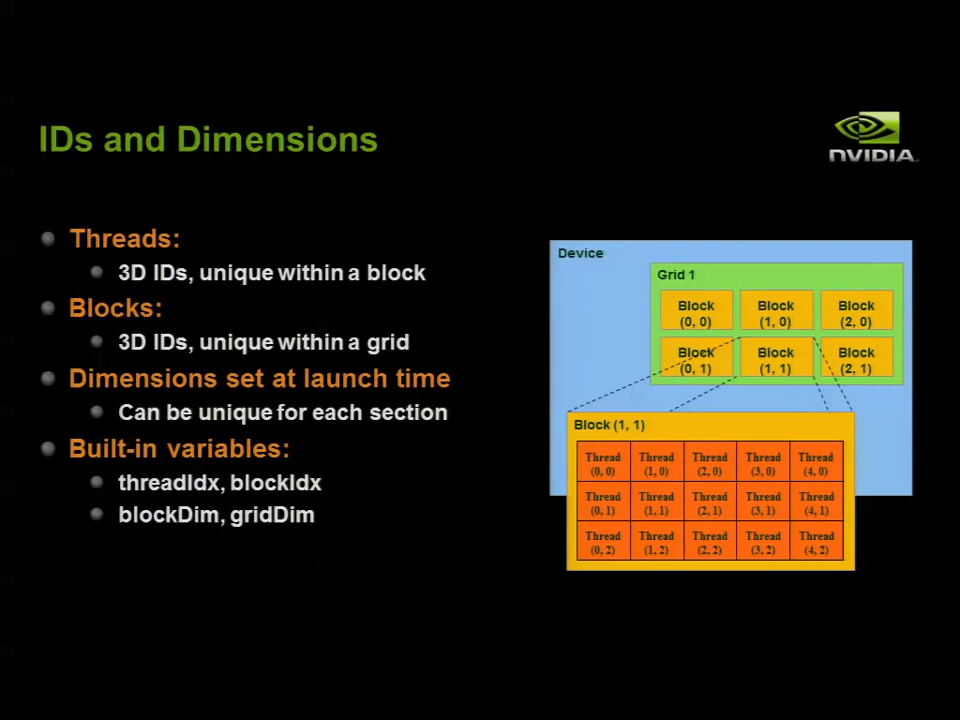 IDs and Dimensions
NVIDIA.
Threads:
3D IDs, unique within a block
Blocks:
3D IDs, unique within a grid
Dimensions set at launch time
Can be unique for each section
Built-in variables:
threadIdx, blockIdx
blockDim, gridDim
Device
Grid 1
Block Block Block
(0, 0) (1, 0) (2, 0)
Block Block Block
(0, 1) (1, 1) (2, 1)
Block (1, 1)
Thread Thread Thread Thread Thread
(0, 0) (1, 0) (2, 0) (3, 0) (4, 0)
Thread Thread Thread Thread Thread
(0, 1) (1, 1) (2, 1) (3, 1) (4, 1)
Thread Thread Thread Thread Thread
(0, 2) (1, 2) (2, 2) (3, 2) (4, 2)